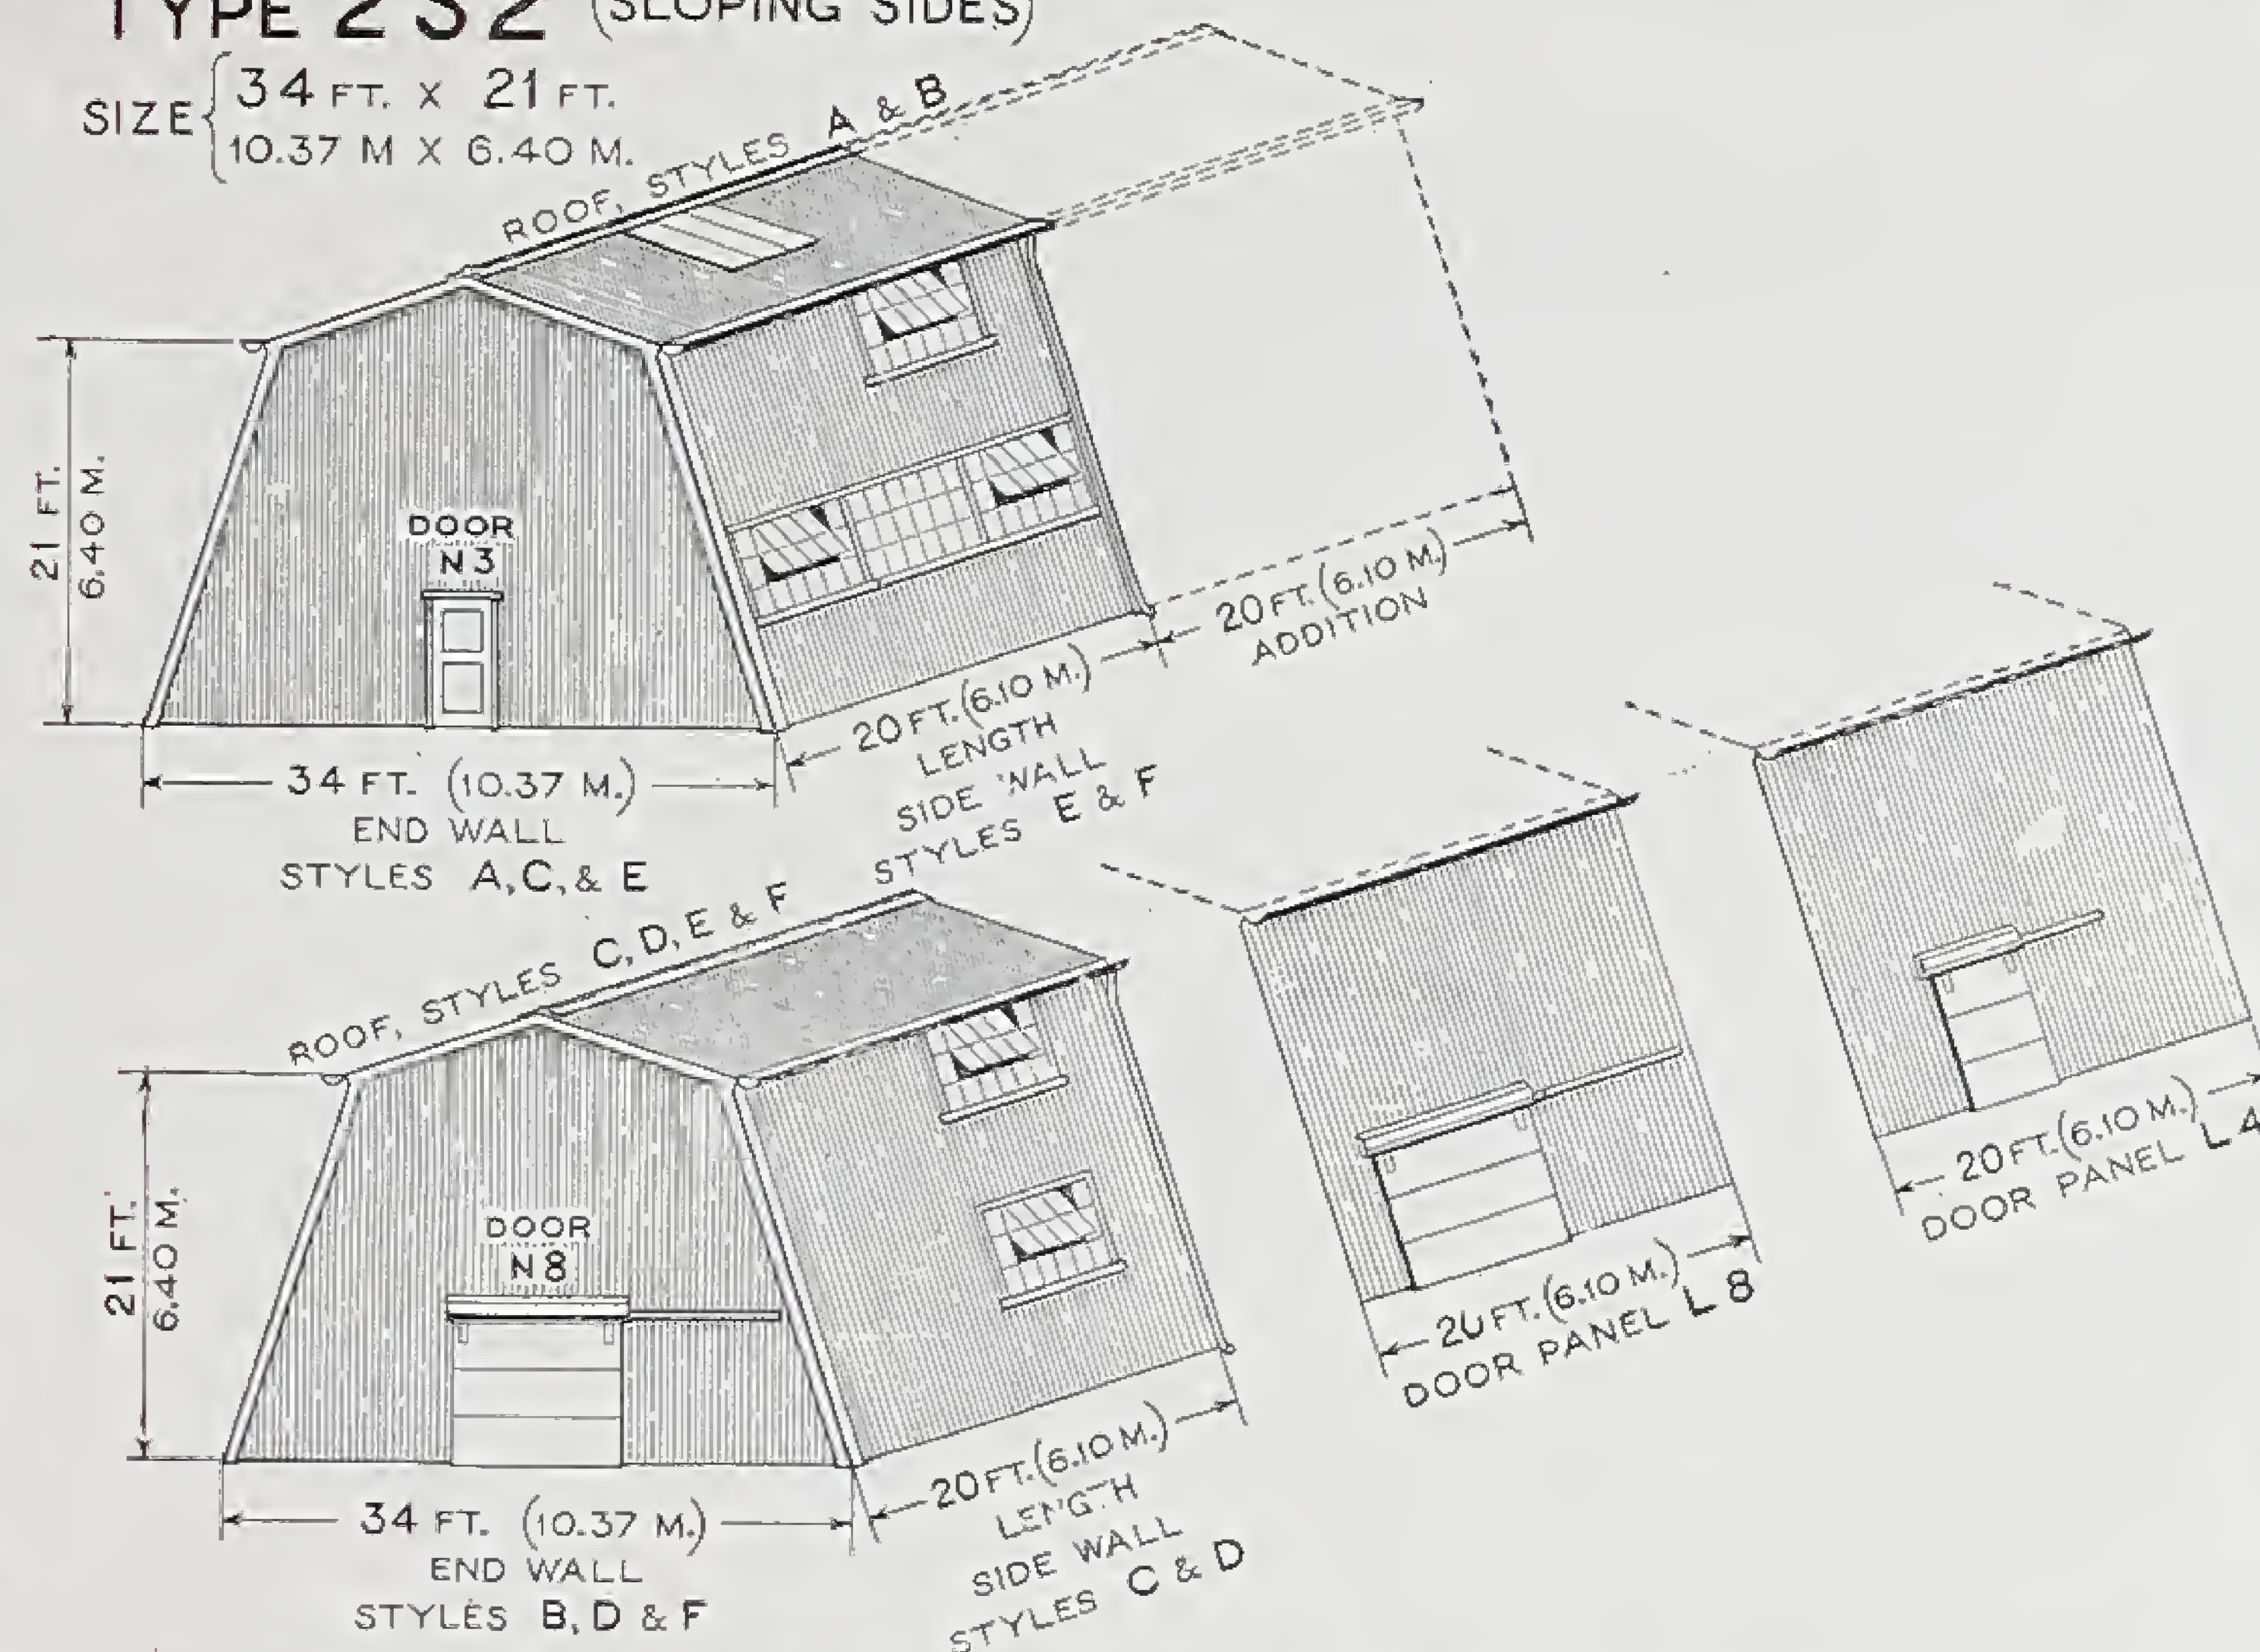 TYPE 232 (SLOPING SIDES)
SIZE { 34 FT. X 21 FT.
10.37 M X 6.40 M.
ROOF, STYLES A & B
21 FT.
6.40 M.
DOOR
N3
20 FT. (6.10 M.)
ADDITION
20 FT. (6.10 M.)
LENGTH
SIDE WALL
STYLES E & F
34 FT. (10.37 M.)
END WALL
STYLES A, C, & E
ROOF, STYLES C, D, E & F
21 FT.
6.40 M.
DOOR
N8
34 FT. (10.37 M.)
END WALL
STYLES B, D & F
20 FT. (6.10 M.)
LENGTH
SIDE WALL
STYLES C & D
20 FT. (6.10 M.)
DOOR PANEL L 8
20 FT. (6.10 M.)
DOOR PANEL L 4